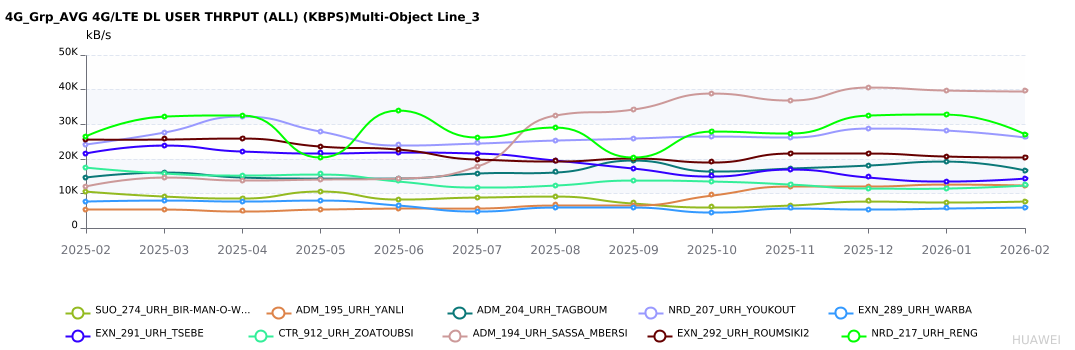 4G_Grp_AVG 4G/LTE DL USER THRPUT (ALL) (KBPS)Multi-Object Line_3
kB/s
50K
40K
30K
20K
10K
0
2025-02 2025-03 2025-04 2025-05 2025-06 2025-07 2025-08 2025-09 2025-10 2025-11 2025-12 2026-01 2026-02
SUO_274_URH_BIR-MAN-O-W... ADM_195_URH_YANLI ADM_204_URH_TAGBOUM NRD_207_URH_YOUKOUT EXN_289_URH_WARBA
EXN_291_URH_TSEBE CTR_912_URH_ZOATOUBSI ADM_194_URH_SASSA_MBERSI EXN_292_URH_ROUMSIKI2 NRD_217_URH_RENG
HUAWEI